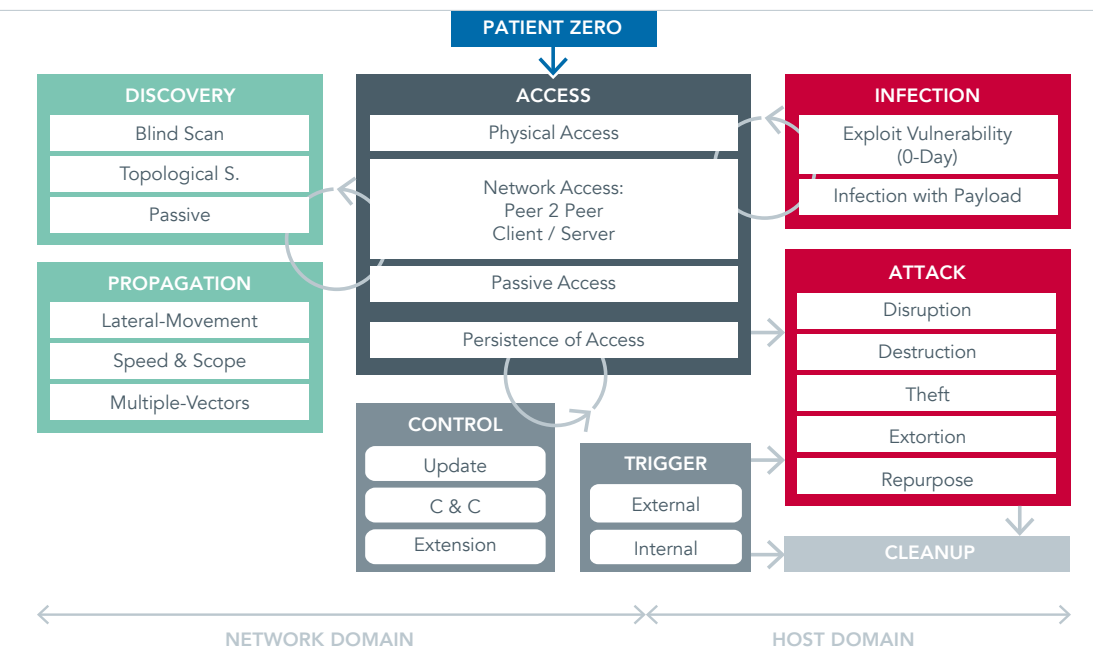 PATIENT ZERO
DISCOVERY
Blind Scan
Topological S.
Passive
PROPAGATION
Lateral-Movement
Speed & Scope
Multiple-Vectors
ACCESS
Physical Access
Network Access:
Peer 2 Peer
Client / Server
Passive Access
Persistence of Access
CONTROL
Update
C & C
Extension
TRIGGER
External
Internal
INFECTION
Exploit Vulnerability
(0-Day)
Infection with Payload
ATTACK
Disruption
Destruction
Theft
Extortion
Repurpose
CLEANUP
NETWORK DOMAIN
HOST DOMAIN